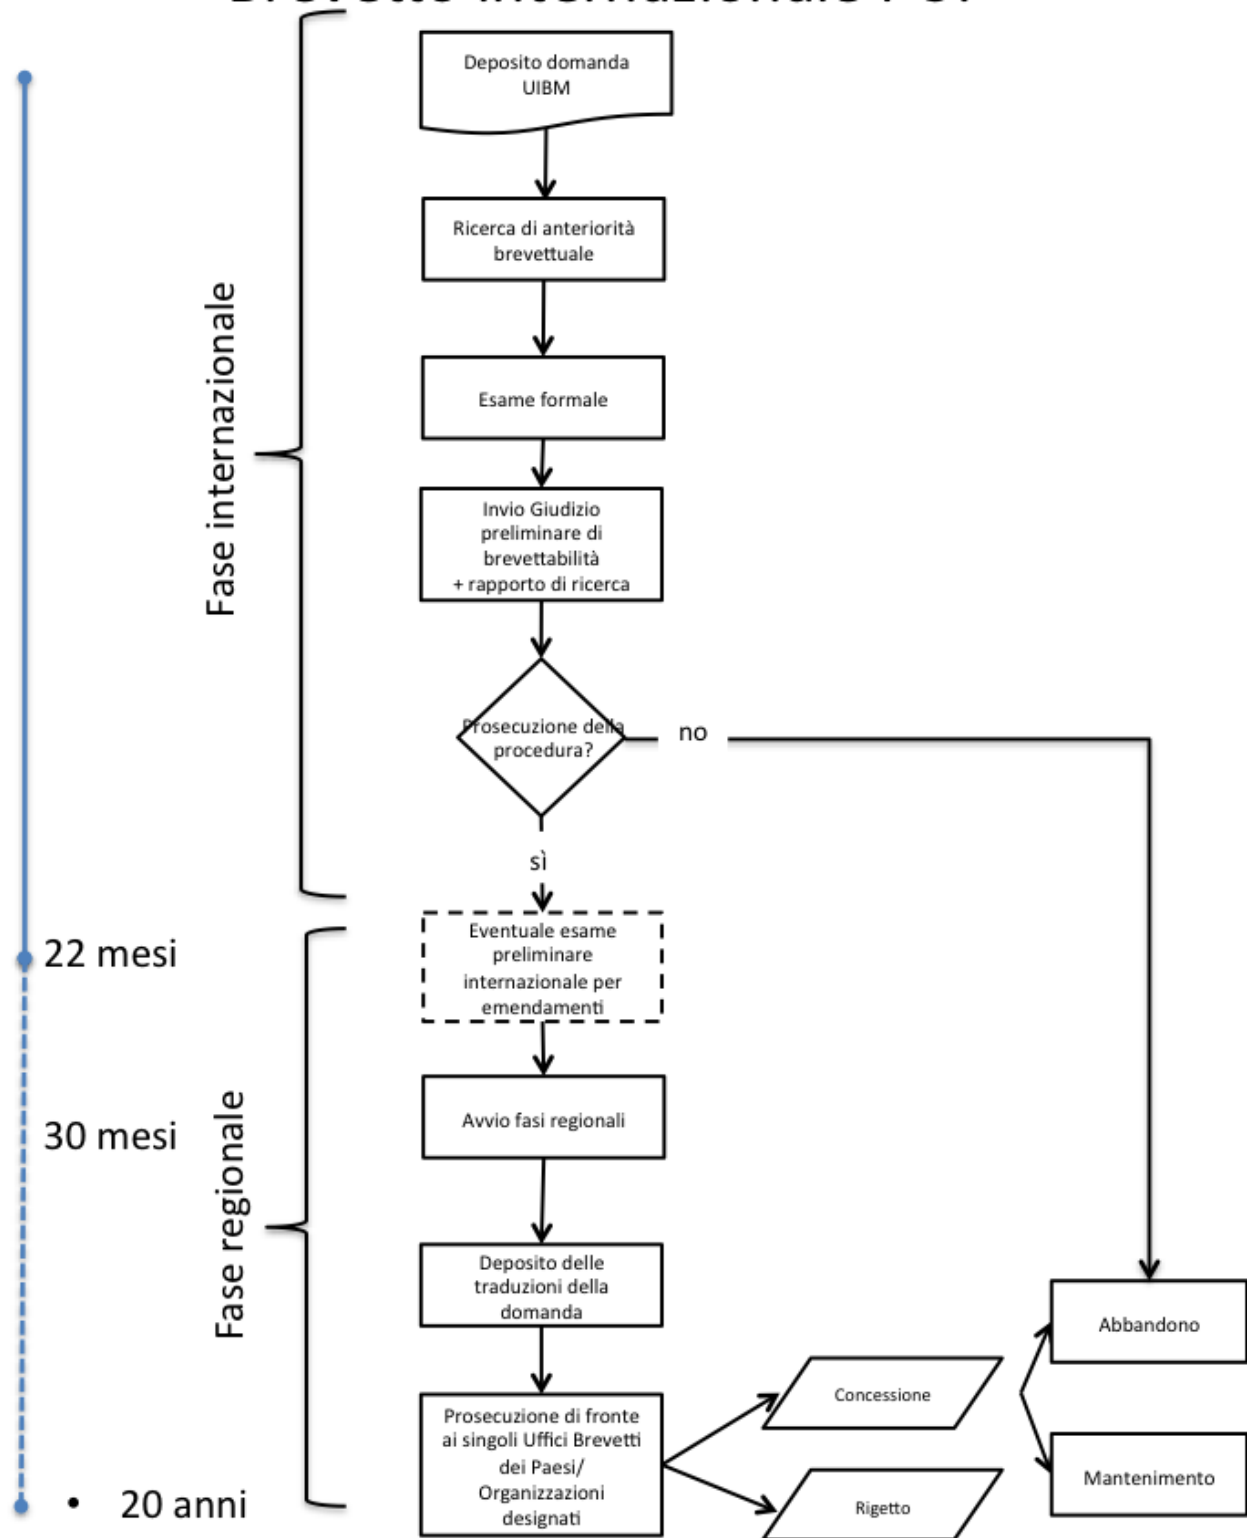 Brevetto internazionale PCT
Deposito domanda
UIBM
Ricerca di anteriorità
brevettuale
Esame formale
Invio Giudizio
preliminare di
brevettabilità
+ rapporto di ricerca
Fase internazionale
Prosecuzione della
procedura?
no
sì
22 mesi
Eventuale esame
preliminare
internazionale per
emendamenti
30 mesi
Avvio fasi regionali
Fase regionale
Deposito delle
traduzioni della
domanda
Abbandono
Concessione
Prosecuzione di fronte
ai singoli Uffici Brevetti
dei Paesi/
Organizzazioni
designati
Mantenimento
Rigetto
• 20 anni